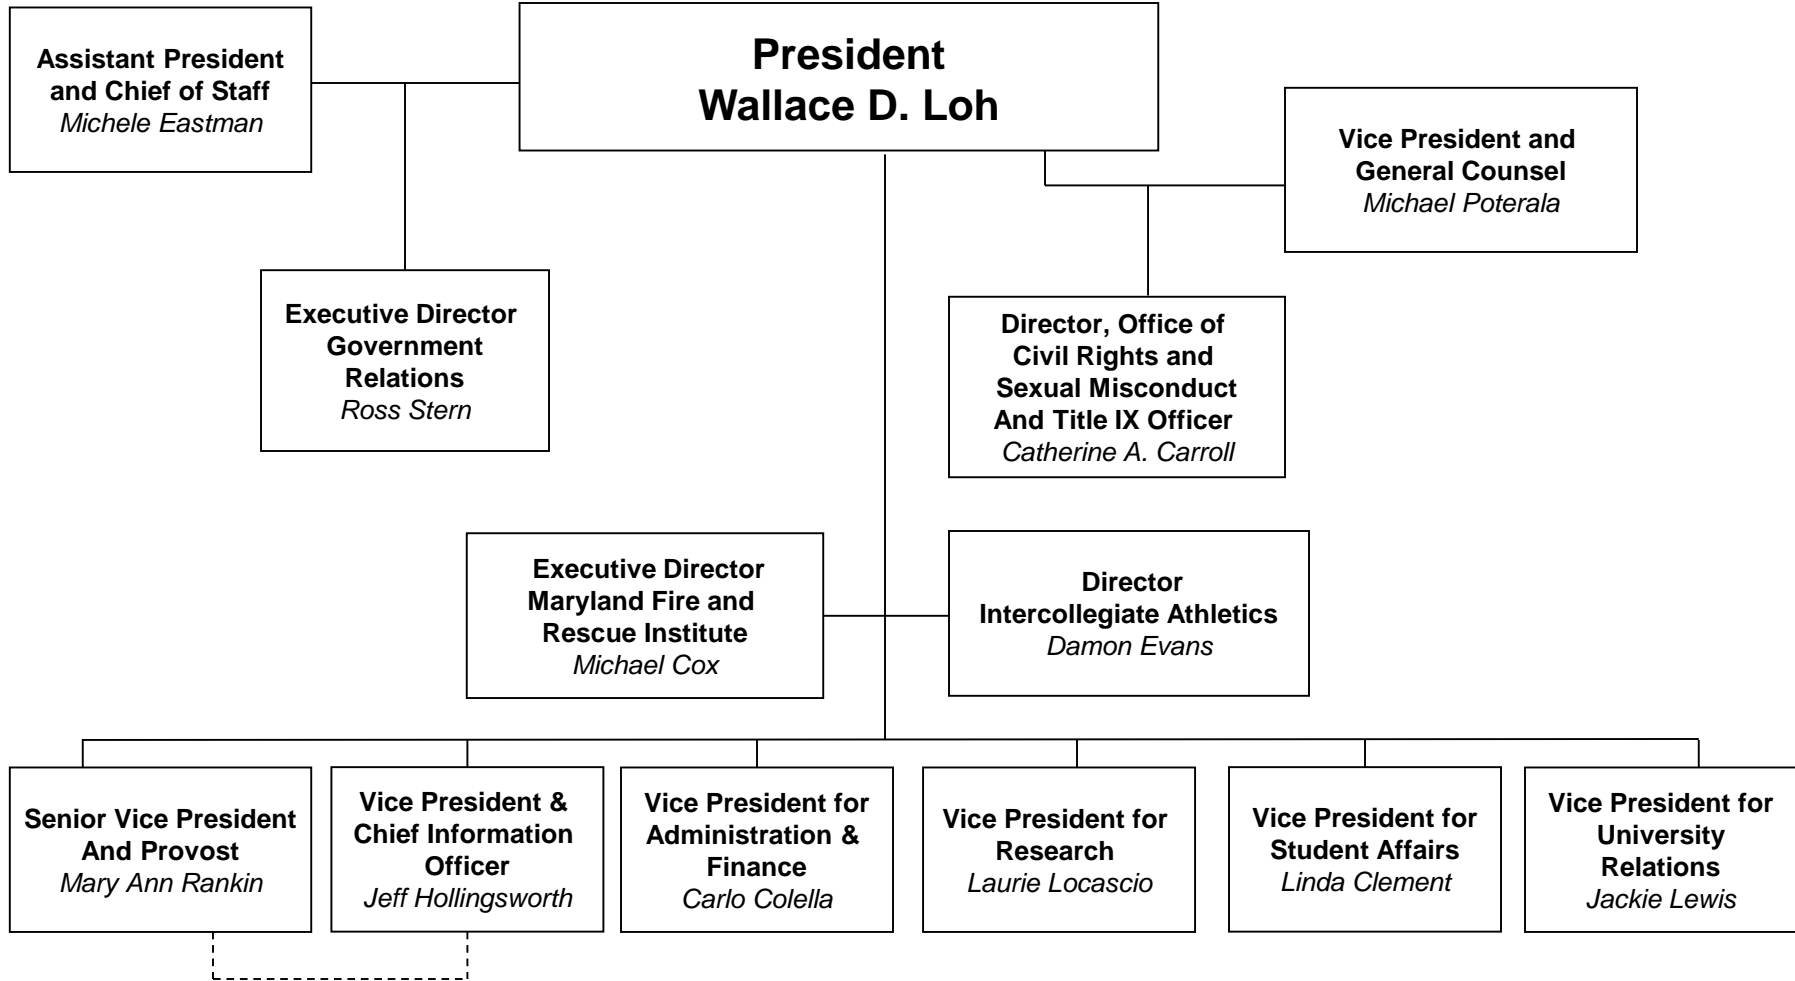 Assistant President
and Chief of Staff
Michele Eastman
President
Wallace D. Loh
Vice President and
General Counsel
Michael Poterala
Executive Director
Government
Relations
Ross Stern
Director, Office of
Civil Rights and
Sexual Misconduct
And Title IX Officer
Catherine A. Carroll
Executive Director
Maryland Fire and
Rescue Institute
Michael Cox
Director
Intercollegiate Athletics
Damon Evans
Senior Vice President
And Provost
Mary Ann Rankin
Vice President &
Chief Information
Officer
Jeff Hollingsworth
Vice President for
Administration &
Finance
Carlo Colella
Vice President for
Research
Laurie Locascio
Vice President for
Student Affairs
Linda Clement
Vice President for
University
Relations
Jackie Lewis